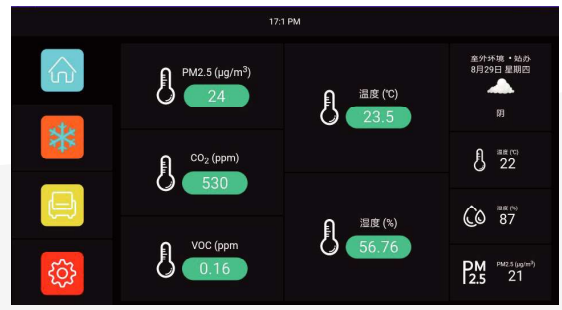 17:1 PM
PM2.5 (μg/m³)
24
CO₂ (ppm)
530
VOC (ppm
0.16
温度 (℃)
23.5
湿度 (%)
56.76
室外环境・姑苏
8月29日 星期四
阴
温度 (℃)
22
湿度 (%)
87
PM
2.5
PM2.5 (μg/m³)
21